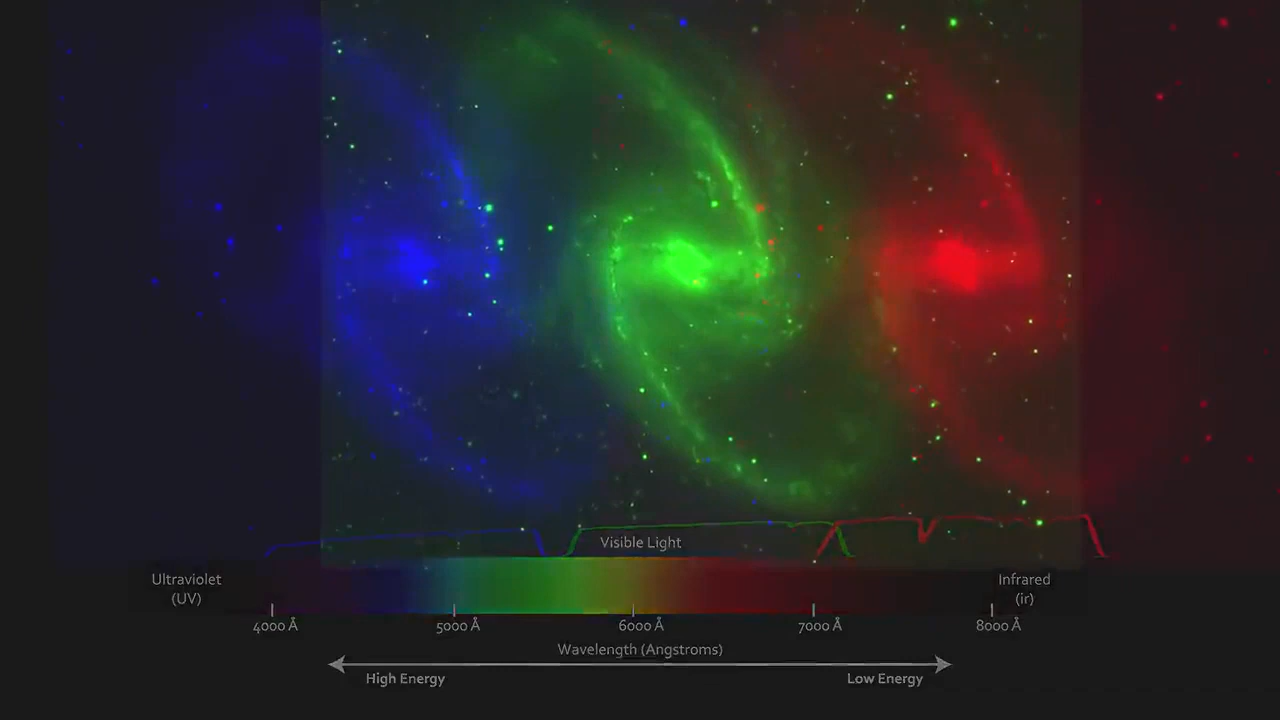 Visible Light
Ultraviolet
(UV)
Infrared
(ir)
4000 Å
5000 Å
6000 Å
7000 Å
8000 Å
Wavelength (Angstroms)
High Energy
Low Energy